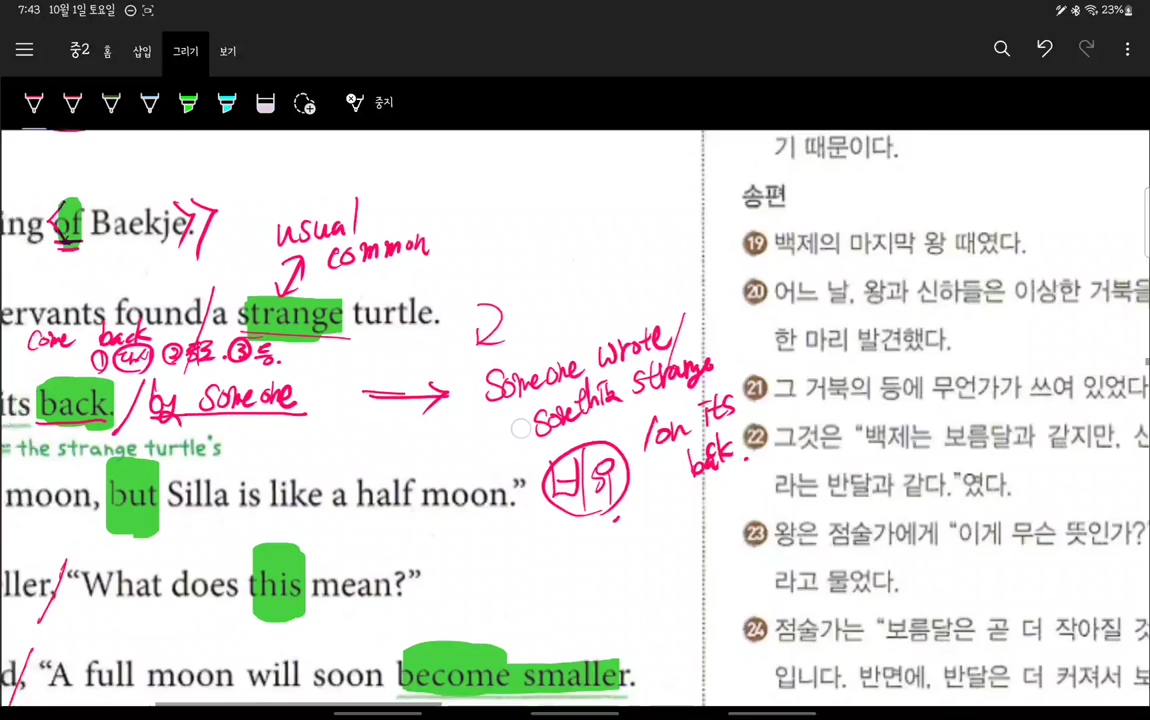 7:43 10월 1일 토요일
23%
중2 홈 삽입 그리기 보기
중지
ing of Baekje.
usual
common
ervants found a strange turtle.
come back
① 다시 ② 뒤로. ③ 등.
its back. by someone
Someone wrote
somethin strange
on its
back.
= the strange turtle's
moon, but Silla is like a half moon.”
ller, “What does this mean?”
d, “A full moon will soon become smaller.
기 때문이다.
송편
19 백제의 마지막 왕 때였다.
20 어느 날, 왕과 신하들은 이상한 거북을
한 마리 발견했다.
21 그 거북의 등에 무언가가 쓰여 있었다
22 그것은 “백제는 보름달과 같지만, 신
라는 반달과 같다.”였다.
23 왕은 점술가에게 “이게 무슨 뜻인가?
라고 물었다.
24 점술가는 “보름달은 곧 더 작아질 것
입니다. 반면에, 반달은 더 커져서 보